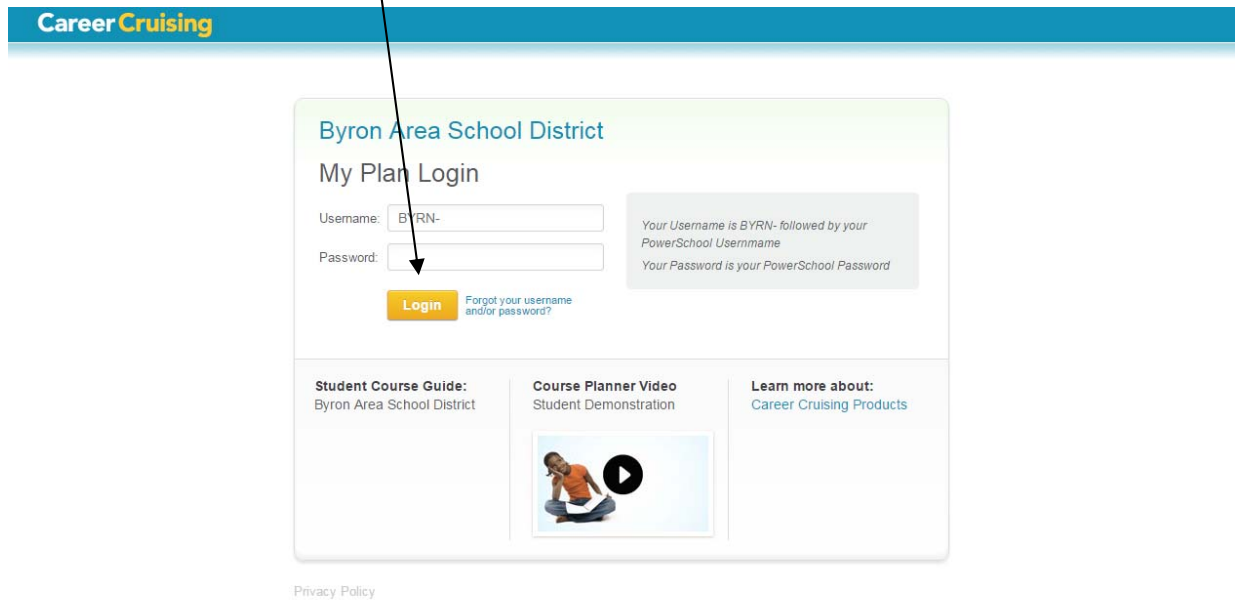 Career Cruising
Byron Area School District
My Plan Login
Username: BYRN-
Your Username is BYRN- followed by your
PowerSchool Usernmame
Password:
Your Password is your PowerSchool Password
Login
Forgot your username
and/or password?
Student Course Guide:
Byron Area School District
Course Planner Video
Student Demonstration
Learn more about:
Career Cruising Products
Privacy Policy